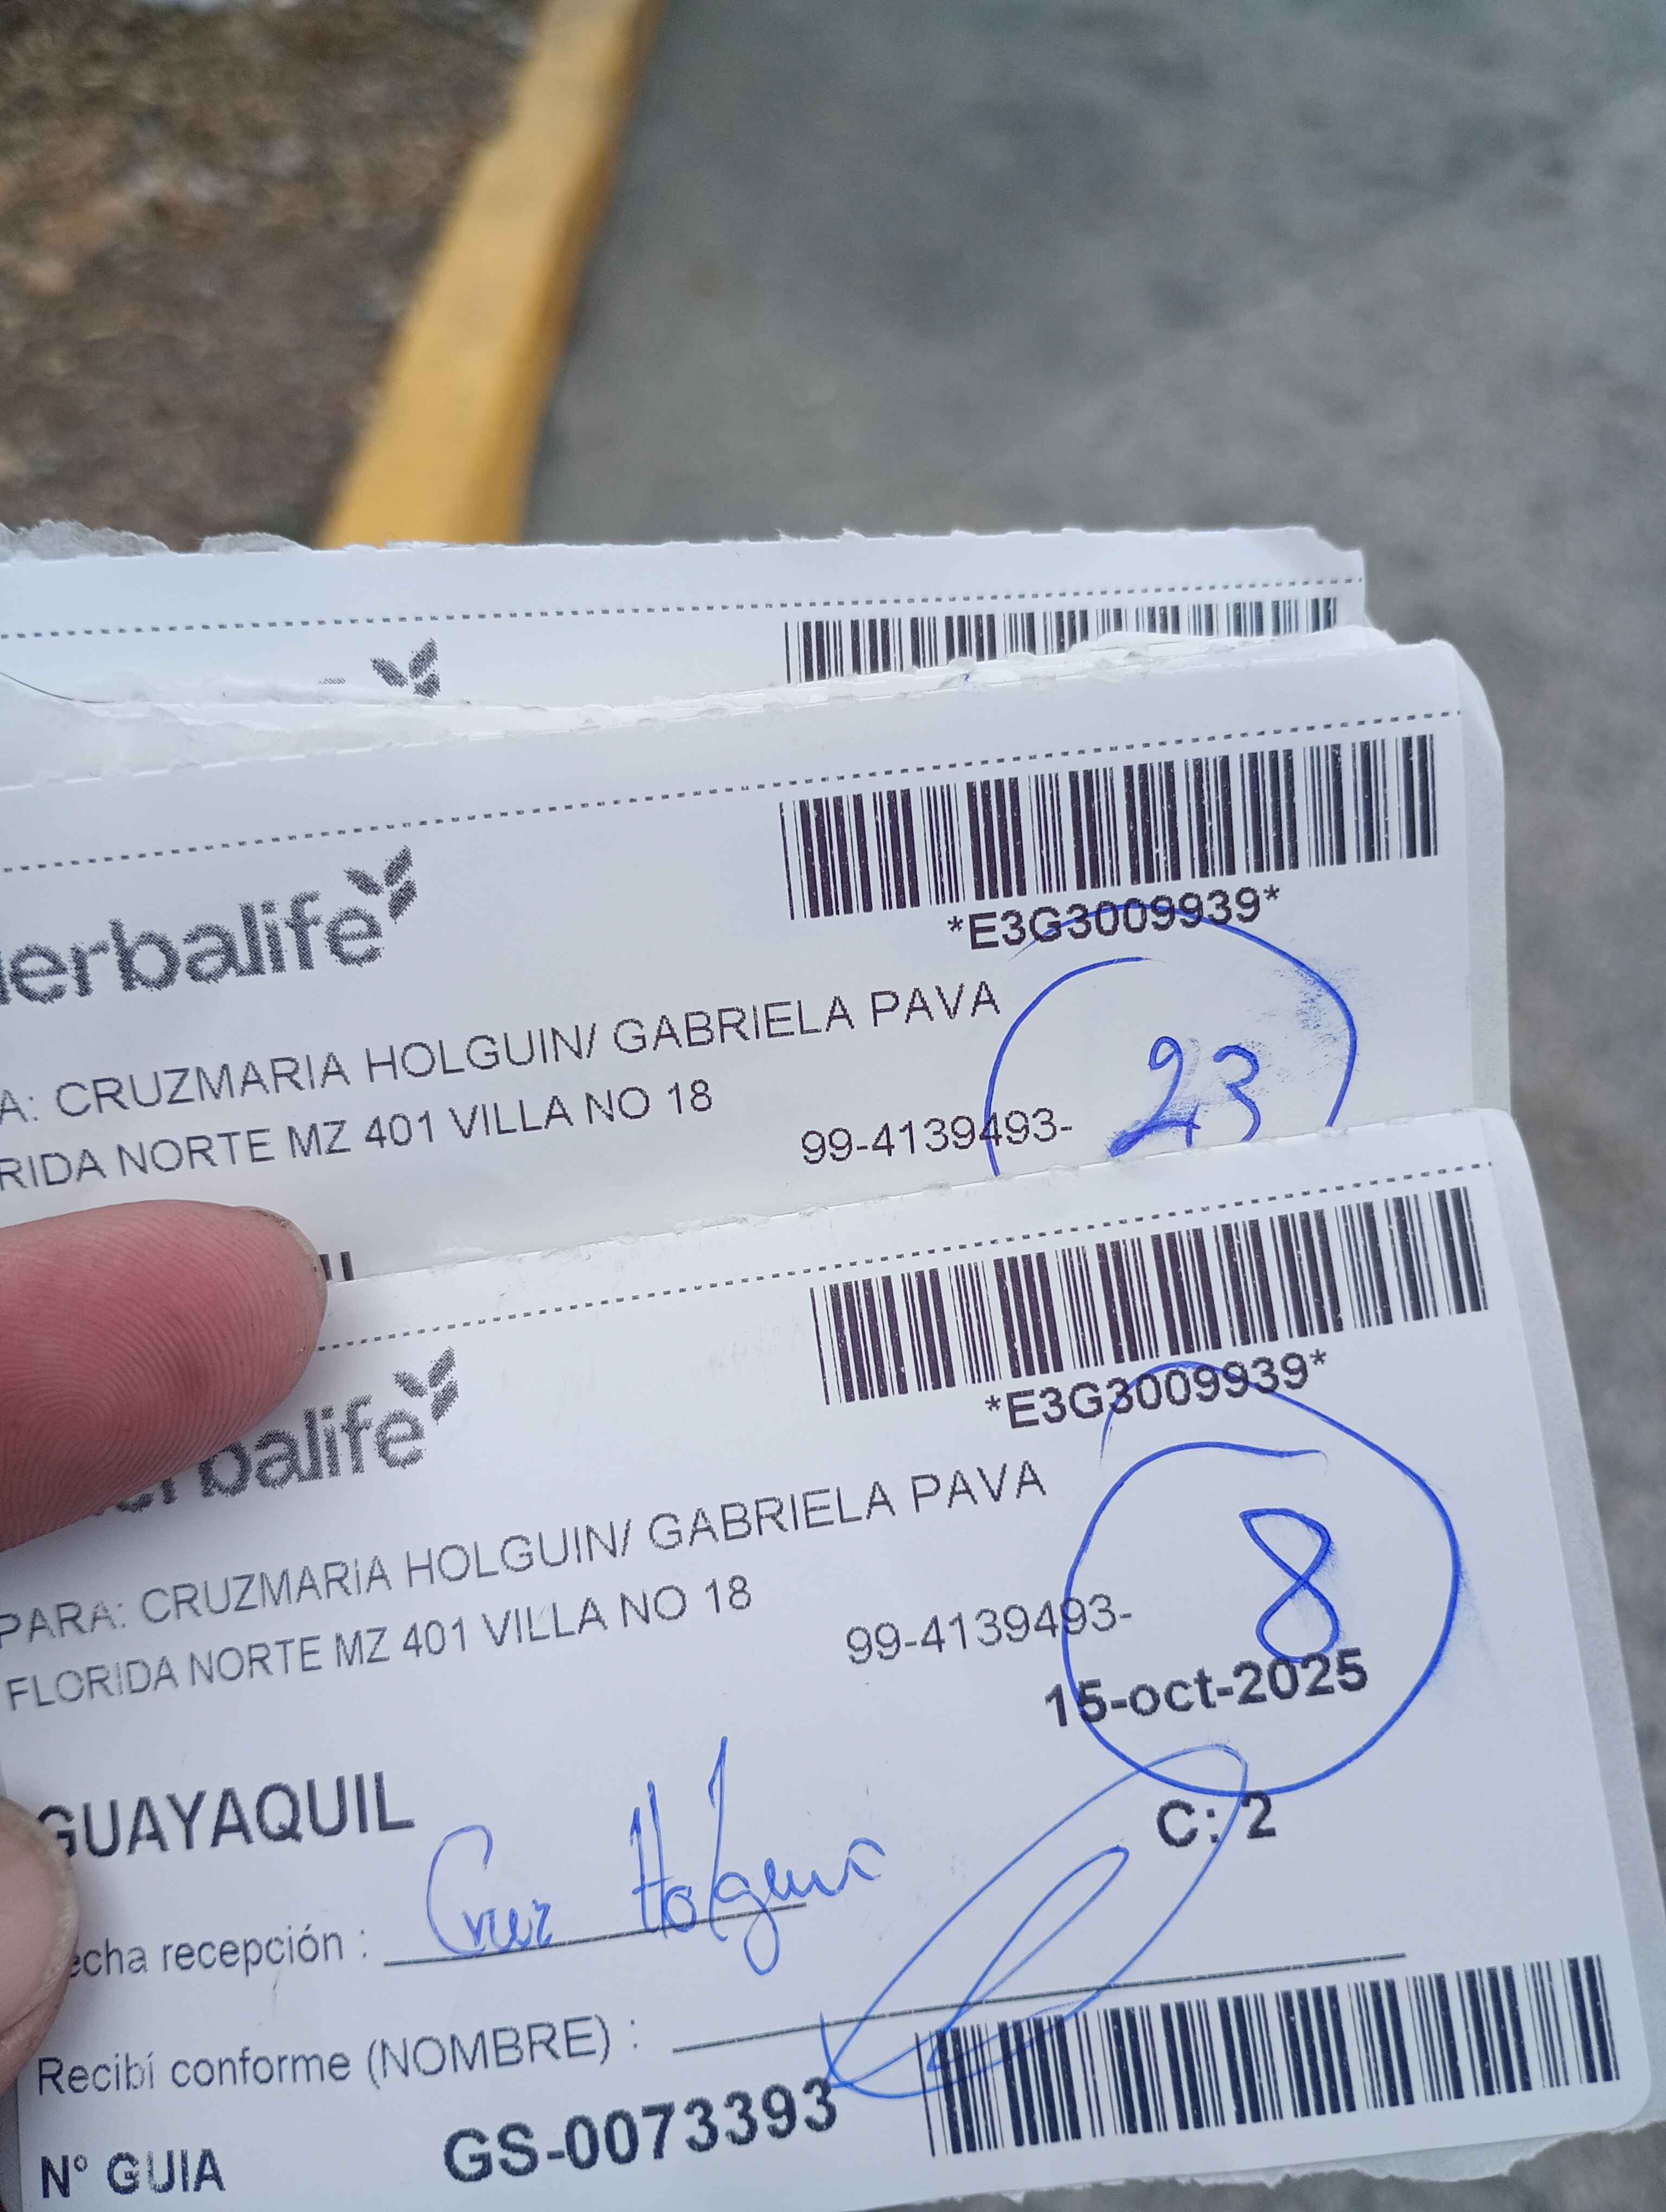 erbalife
*E3G3009939*
A: CRUZMARIA HOLGUIN/ GABRIELA PAVA
RIDA NORTE MZ 401 VILLA NO 18
99-4139493-
23
erbalife
*E3G3009939*
PARA: CRUZMARIA HOLGUIN/ GABRIELA PAVA
FLORIDA NORTE MZ 401 VILLA NO 18
99-4139493-
8
15-oct-2025
GUAYAQUIL
C: 2
echa recepción : Cruz Holguin
Recibí conforme (NOMBRE) :
N° GUIA GS-0073393